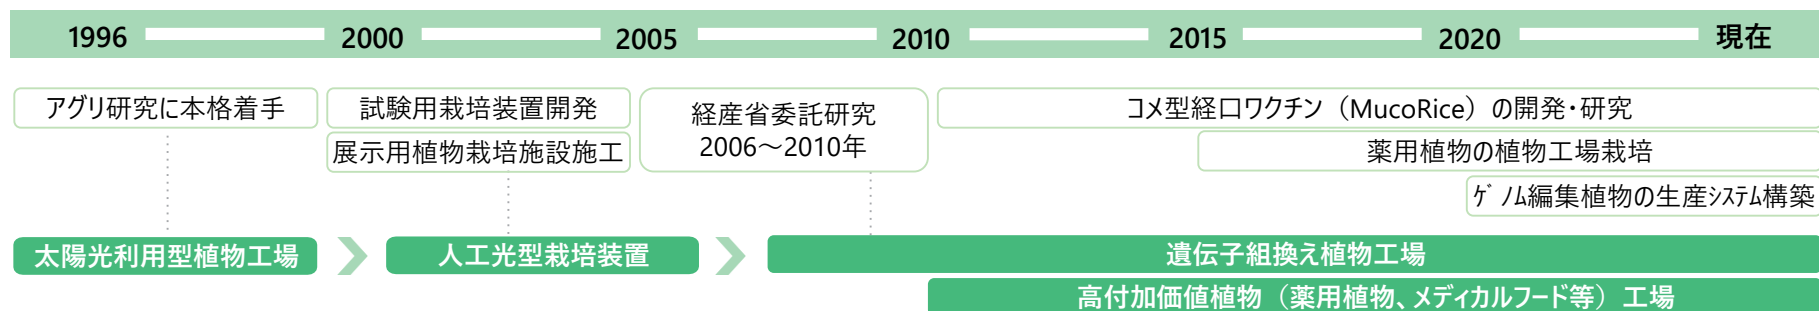 1996 2000 2005 2010 2015 2020 現在
アグリ研究に本格着手
試験用栽培装置開発
展示用植物栽培施設施工
経産省委託研究
2006～2010年
コメ型経口ワクチン（MucoRice）の開発・研究
薬用植物の植物工場栽培
ｹﾞﾉﾑ編集植物の生産ｼｽﾃﾑ構築
太陽光利用型植物工場
人工光型栽培装置
遺伝子組換え植物工場
高付加価値植物（薬用植物、メディカルフード等）工場